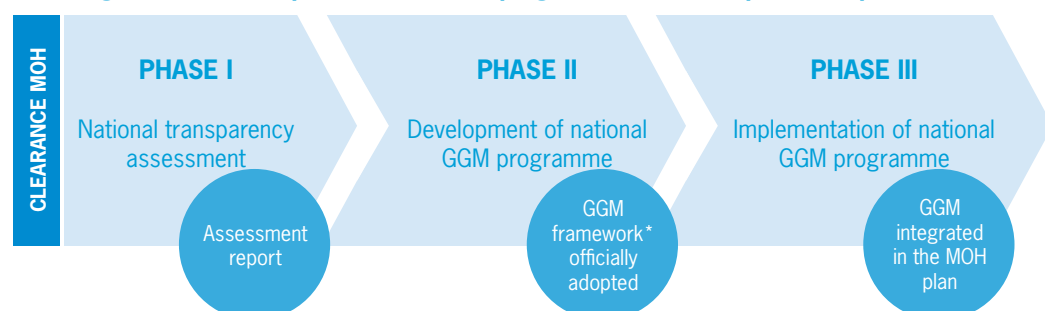 CLEARANCE MOH
PHASE I
National transparency
assessment
Assessment
report
PHASE II
Development of national
GGM programme
GGM
framework*
officially
adopted
PHASE III
Implementation of national
GGM programme
GGM
integrated
in the MOH
plan